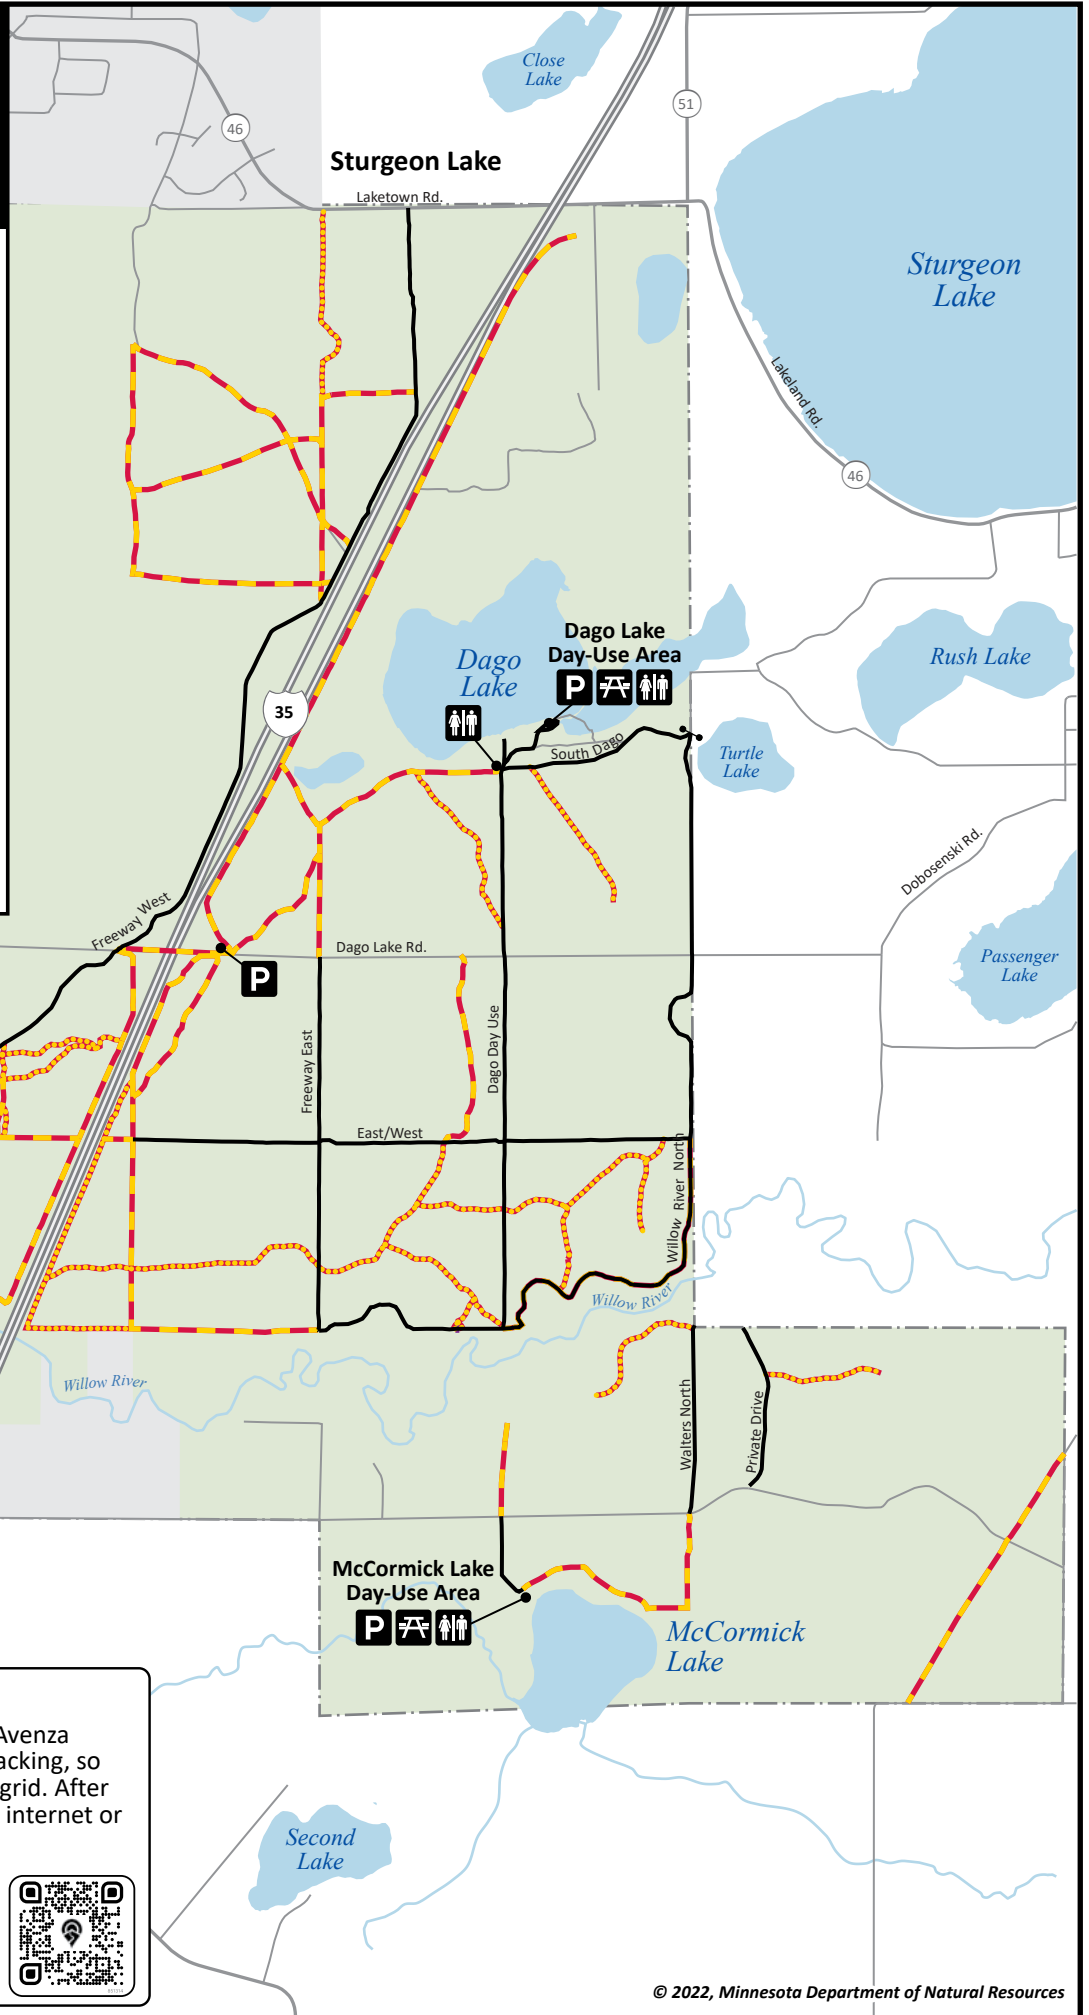 Close
Lake
51
46
Sturgeon Lake
Laketown Rd.
Sturgeon
Lake
Lakeland Rd.
46
Dago Lake
Day-Use Area
P
Dago
Lake
Rush Lake
35
South Dago
Turtle
Lake
Dobosenski Rd.
Freeway West
Dago Lake Rd.
P
Passenger
Lake
Freeway East
Dago Day Use
East/West
Willow River North
Willow River
Willow River
Walters North
Private Drive
McCormick Lake
Day-Use Area
P
McCormick
Lake
Avenza
acking, so
grid. After
internet or
Second
Lake
© 2022, Minnesota Department of Natural Resources